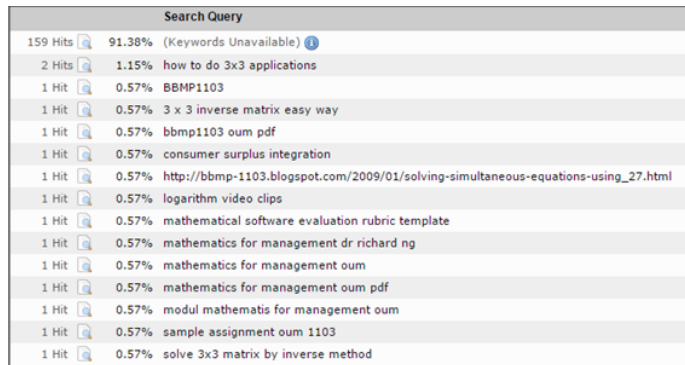 Search Query
159 Hits 91.38% (Keywords Unavailable)
2 Hits 1.15% how to do 3x3 applications
1 Hit 0.57% BBMP1103
1 Hit 0.57% 3 x 3 inverse matrix easy way
1 Hit 0.57% bbmp1103 oum pdf
1 Hit 0.57% consumer surplus integration
1 Hit 0.57% http://bbmp-1103.blogspot.com/2009/01/solving-simultaneous-equations-using_27.html
1 Hit 0.57% logarithm video clips
1 Hit 0.57% mathematical software evaluation rubric template
1 Hit 0.57% mathematics for management dr richard ng
1 Hit 0.57% mathematics for management oum
1 Hit 0.57% mathematics for management oum pdf
1 Hit 0.57% modul mathematis for management oum
1 Hit 0.57% sample assignment oum 1103
1 Hit 0.57% solve 3x3 matrix by inverse method